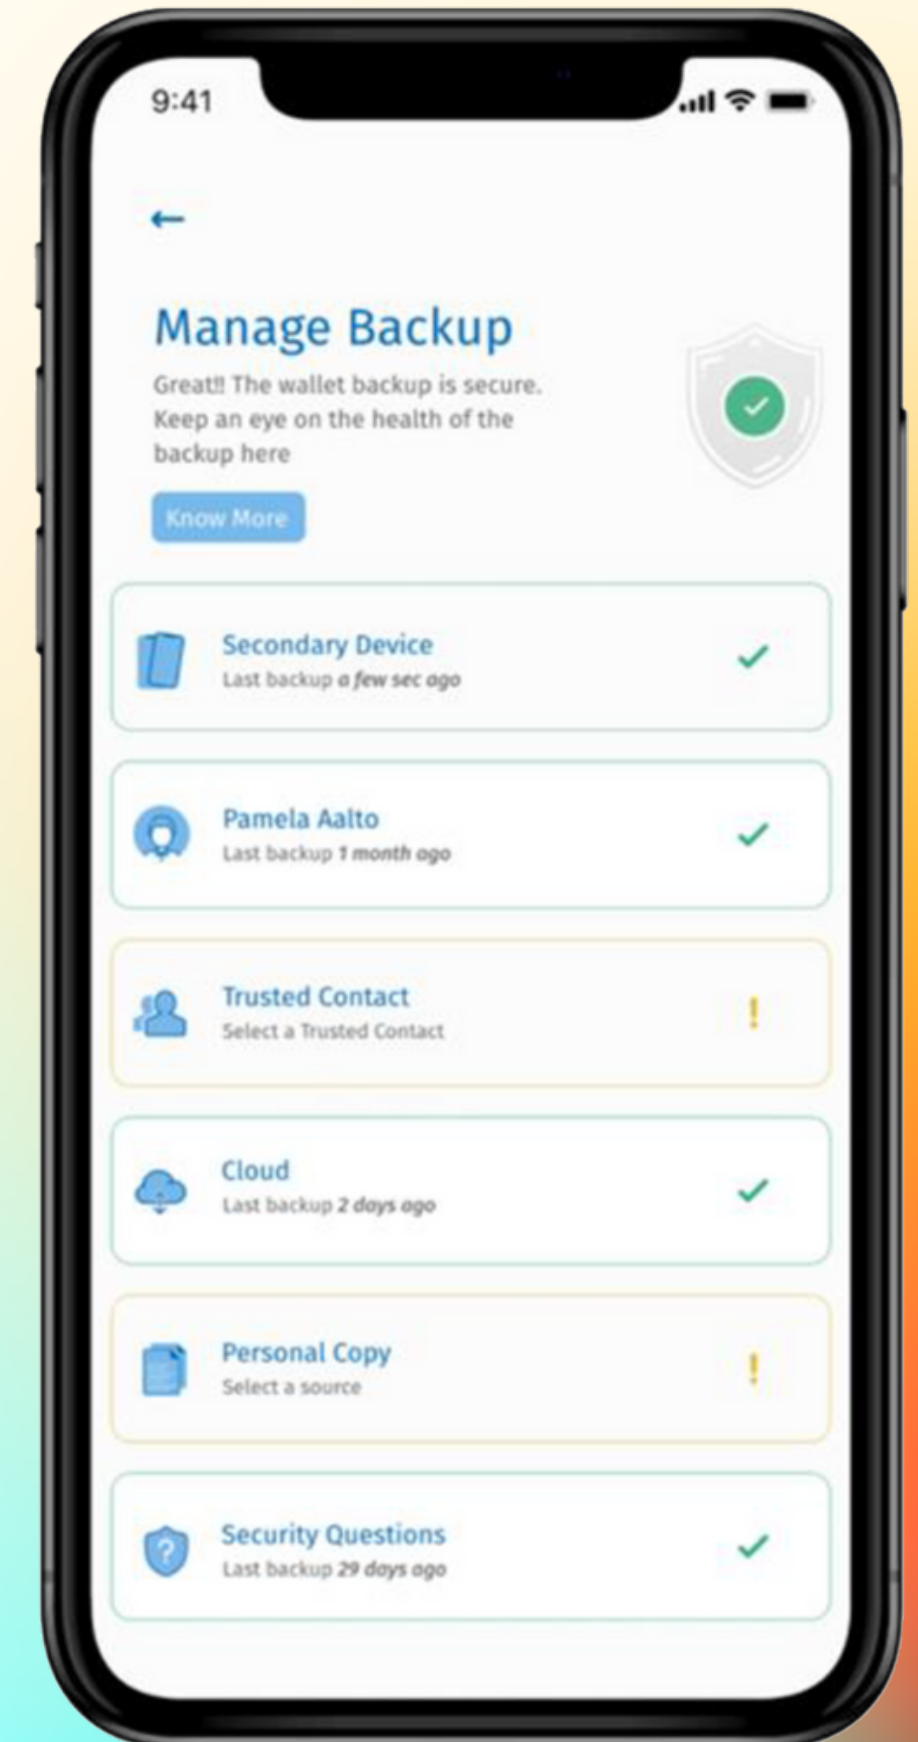 9:41
Manage Backup
Great!! The wallet backup is secure.
Keep an eye on the health of the
backup here
Know More
Secondary Device
Last backup a few sec ago
Pamela Aalto
Last backup 1 month ago
Trusted Contact
Select a Trusted Contact
!
Cloud
Last backup 2 days ago
Personal Copy
Select a source
!
?
Security Questions
Last backup 29 days ago